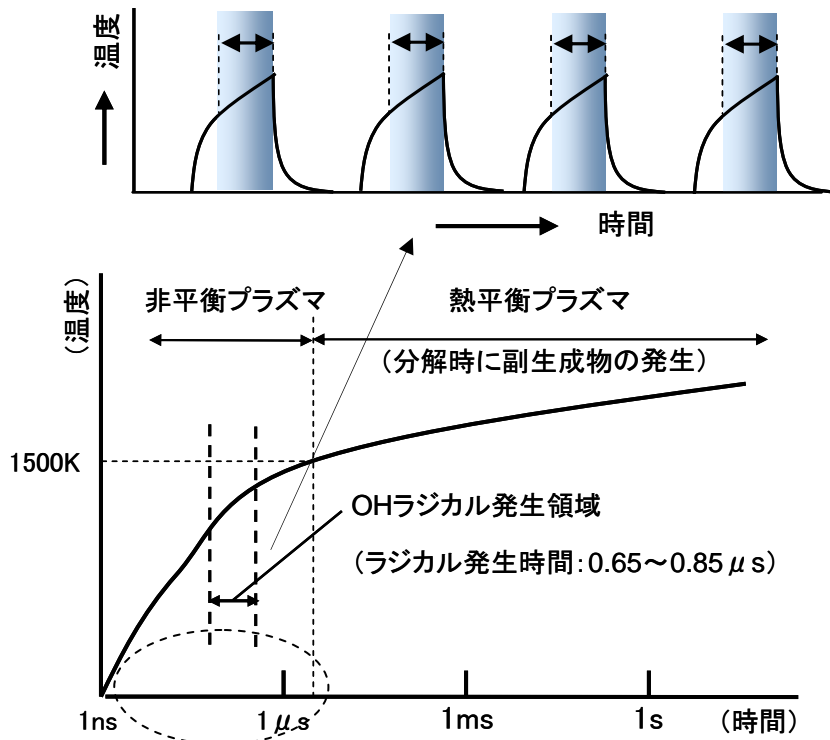 温度
時間
非平衡プラズマ
熱平衡プラズマ
(温度)
(分解時に副生成物の発生)
1500K
OHラジカル発生領域
(ラジカル発生時間:0.65~0.85μs)
1ns 1μs 1ms 1s (時間)